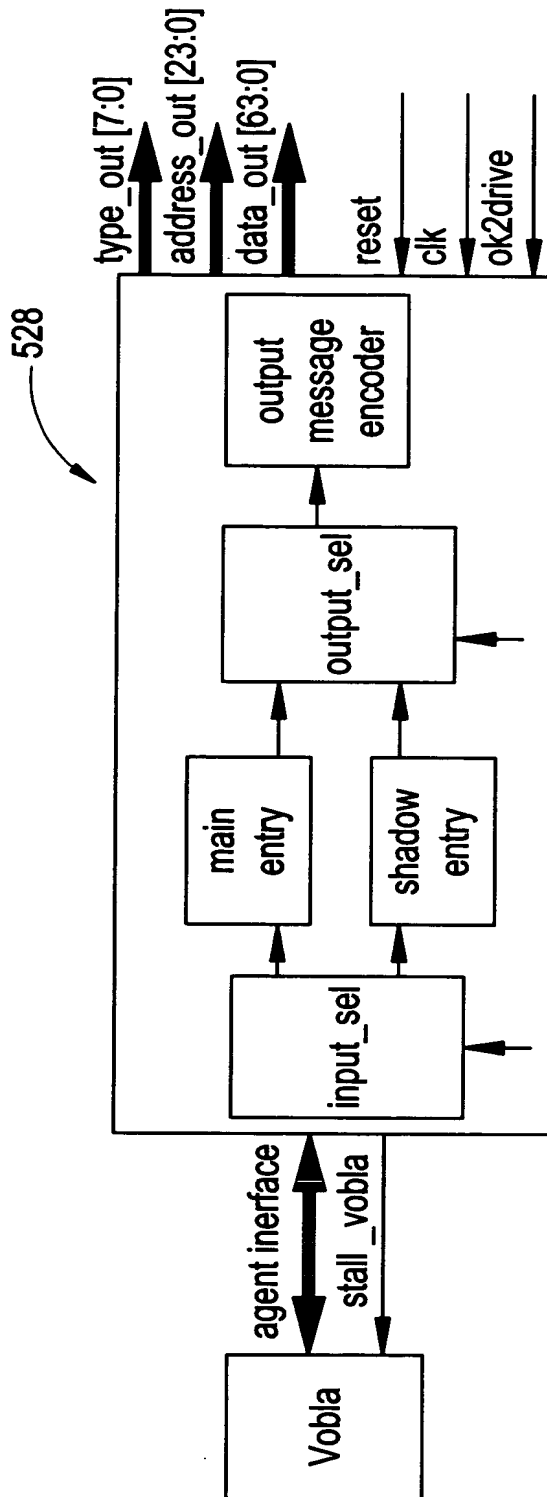 528
Vobla
agent inerface
stall_vobla
input_sel
main
entry
shadow
entry
output_sel
output
message
encoder
type_out [7:0]
address_out [23:0]
data_out [63:0]
reset
clk
ok2drive